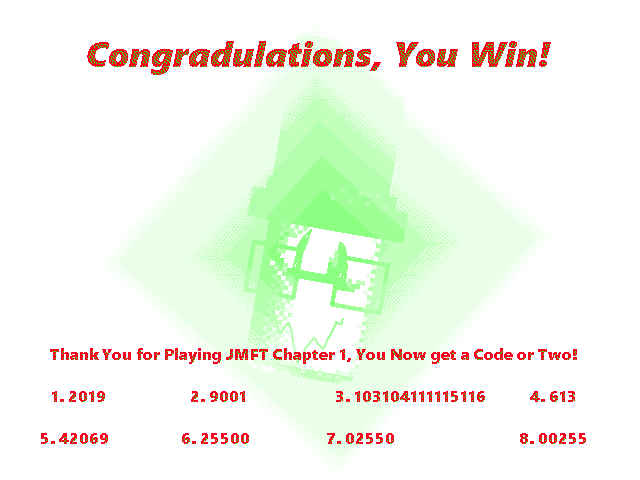 Congradulations, You Win!
Thank You for Playing JMFT Chapter 1, You Now get a Code or Two!
1. 2019 2. 9001 3. 103104111115116 4. 613
5. 42069 6. 25500 7. 02550 8. 00255